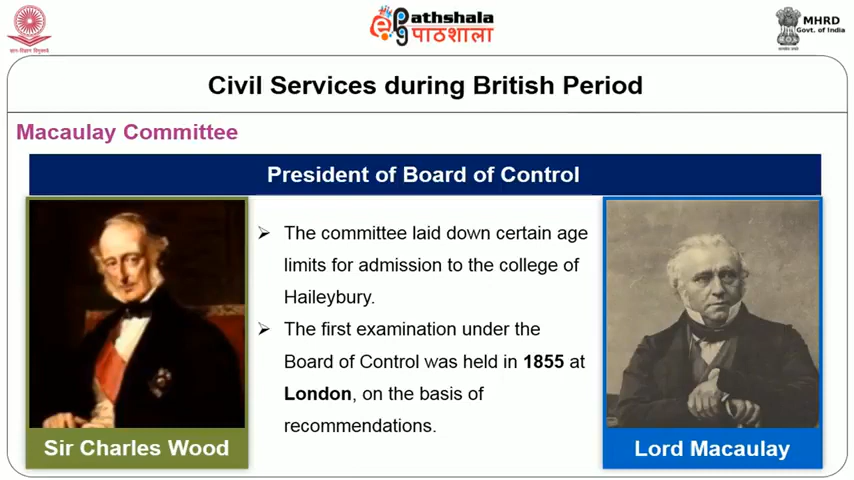 ज्ञान-विज्ञान विमुक्तये
ePathshala
पाठशाला
MHRD
Govt. of India
Civil Services during British Period
Macaulay Committee
President of Board of Control
➢ The committee laid down certain age
limits for admission to the college of
Haileybury.
➢ The first examination under the
Board of Control was held in 1855 at
London, on the basis of
recommendations.
Sir Charles Wood
Lord Macaulay